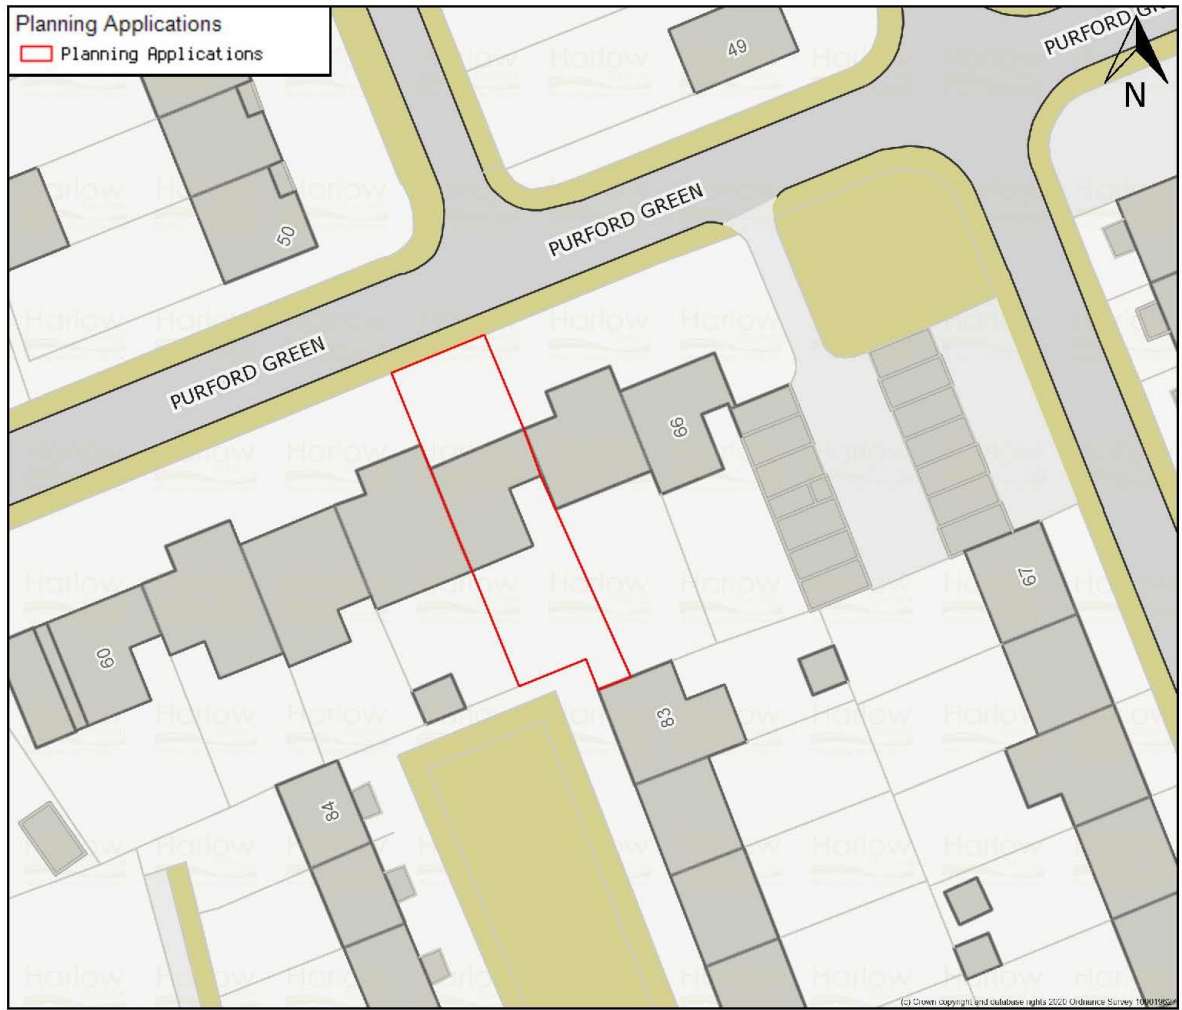 Planning Applications
Planning Applications
PURFORD GR
N
49
50
PURFORD GREEN
PURFORD GREEN
66
60
67
83
84
Harlow
(c) Crown copyright and database rights 2020 Ordnance Survey